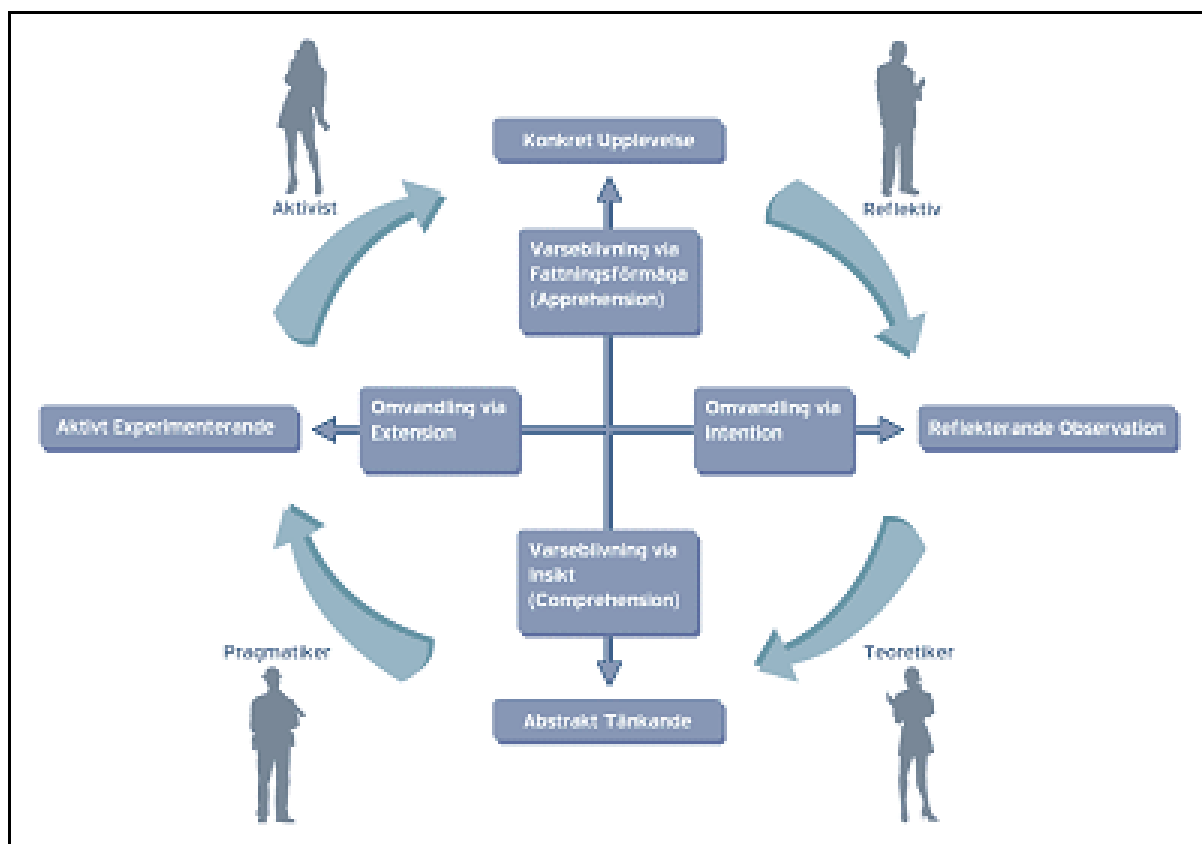 Konkret Upplevelse
Aktivist
Reflektiv
Varseblivning via
Fattningsförmåga
(Apprehension)
Aktivt Experimenterande
Omvandling via
Extension
Omvandling via
Intention
Reflekterande Observation
Varseblivning via
Insikt
(Comprehension)
Pragmatiker
Teoretiker
Abstrakt Tänkande